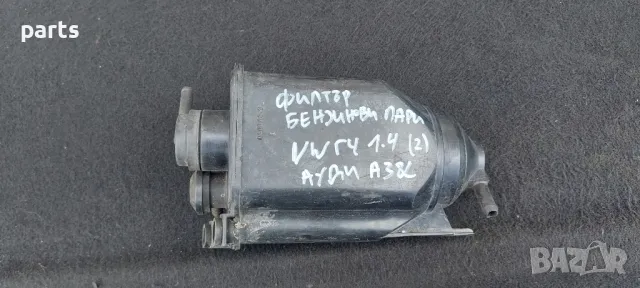 n parts
ФИЛТЪР
БЕНЗИНОВИ ПАРИ
VW Г4 1.4 (2)
АУДИ А3 8L
BAZAR